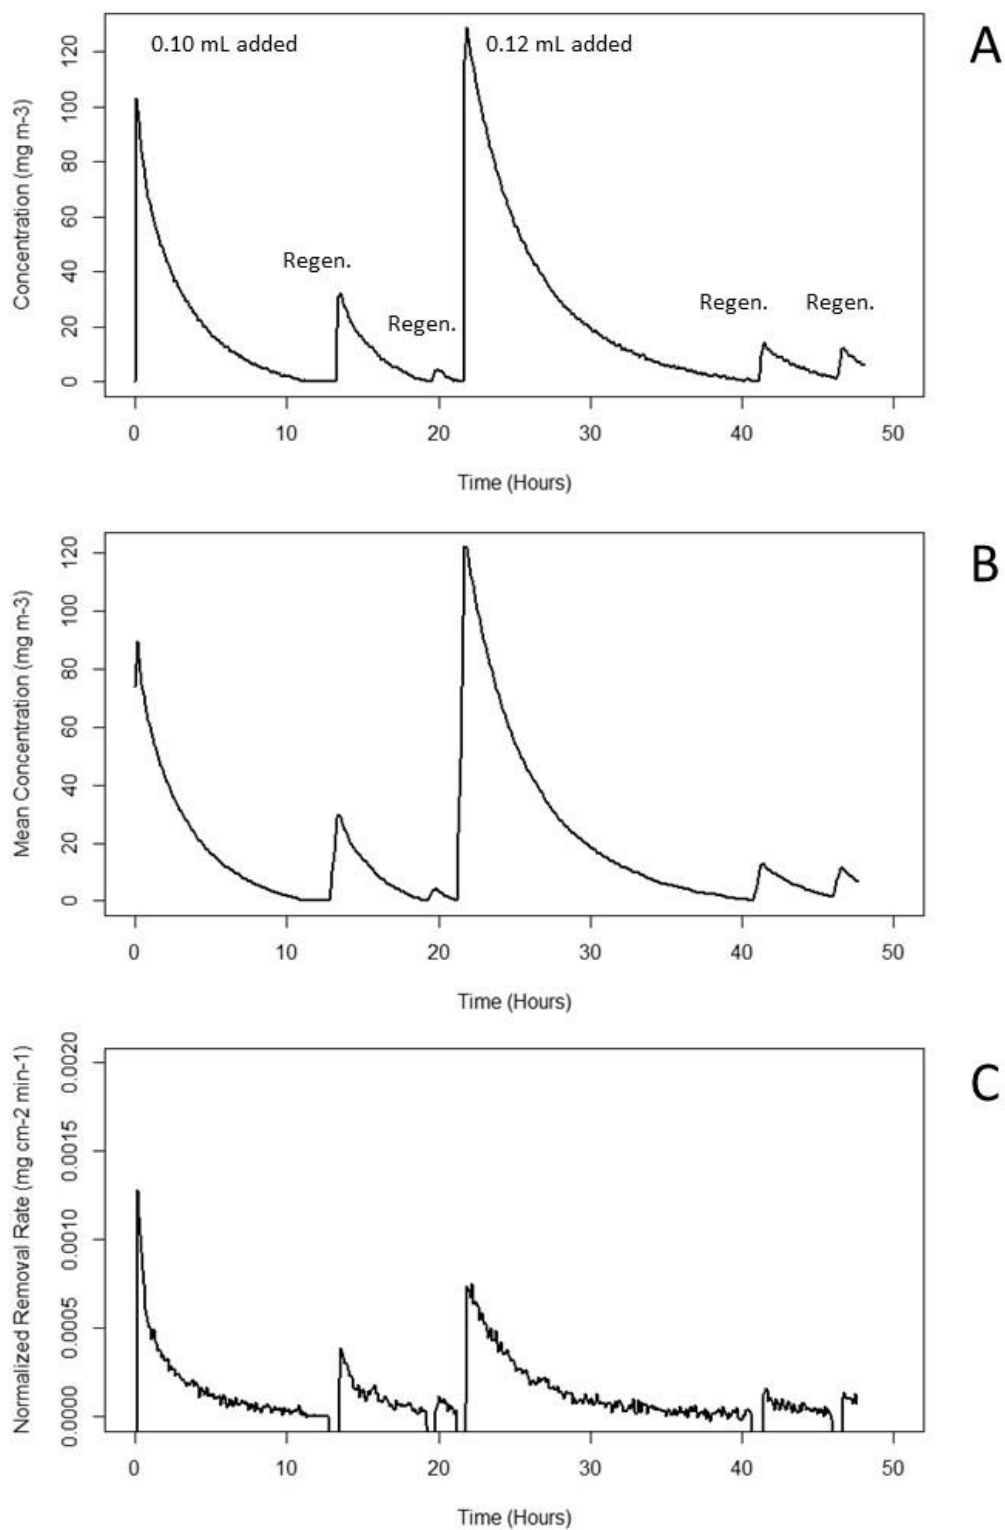 A
0.10 mL added
0.12 mL added
Regen.
Regen.
Regen.
Regen.
Concentration (mg m-3)
120
100
80
60
40
20
0
0 10 20 30 40 50
Time (Hours)
B
Mean Concentration (mg m-3)
120
100
80
60
40
20
0
0 10 20 30 40 50
Time (Hours)
C
Normalized Removal Rate (mg cm-2 min-1)
0.0020
0.0015
0.0010
0.0005
0.0000
0 10 20 30 40 50
Time (Hours)